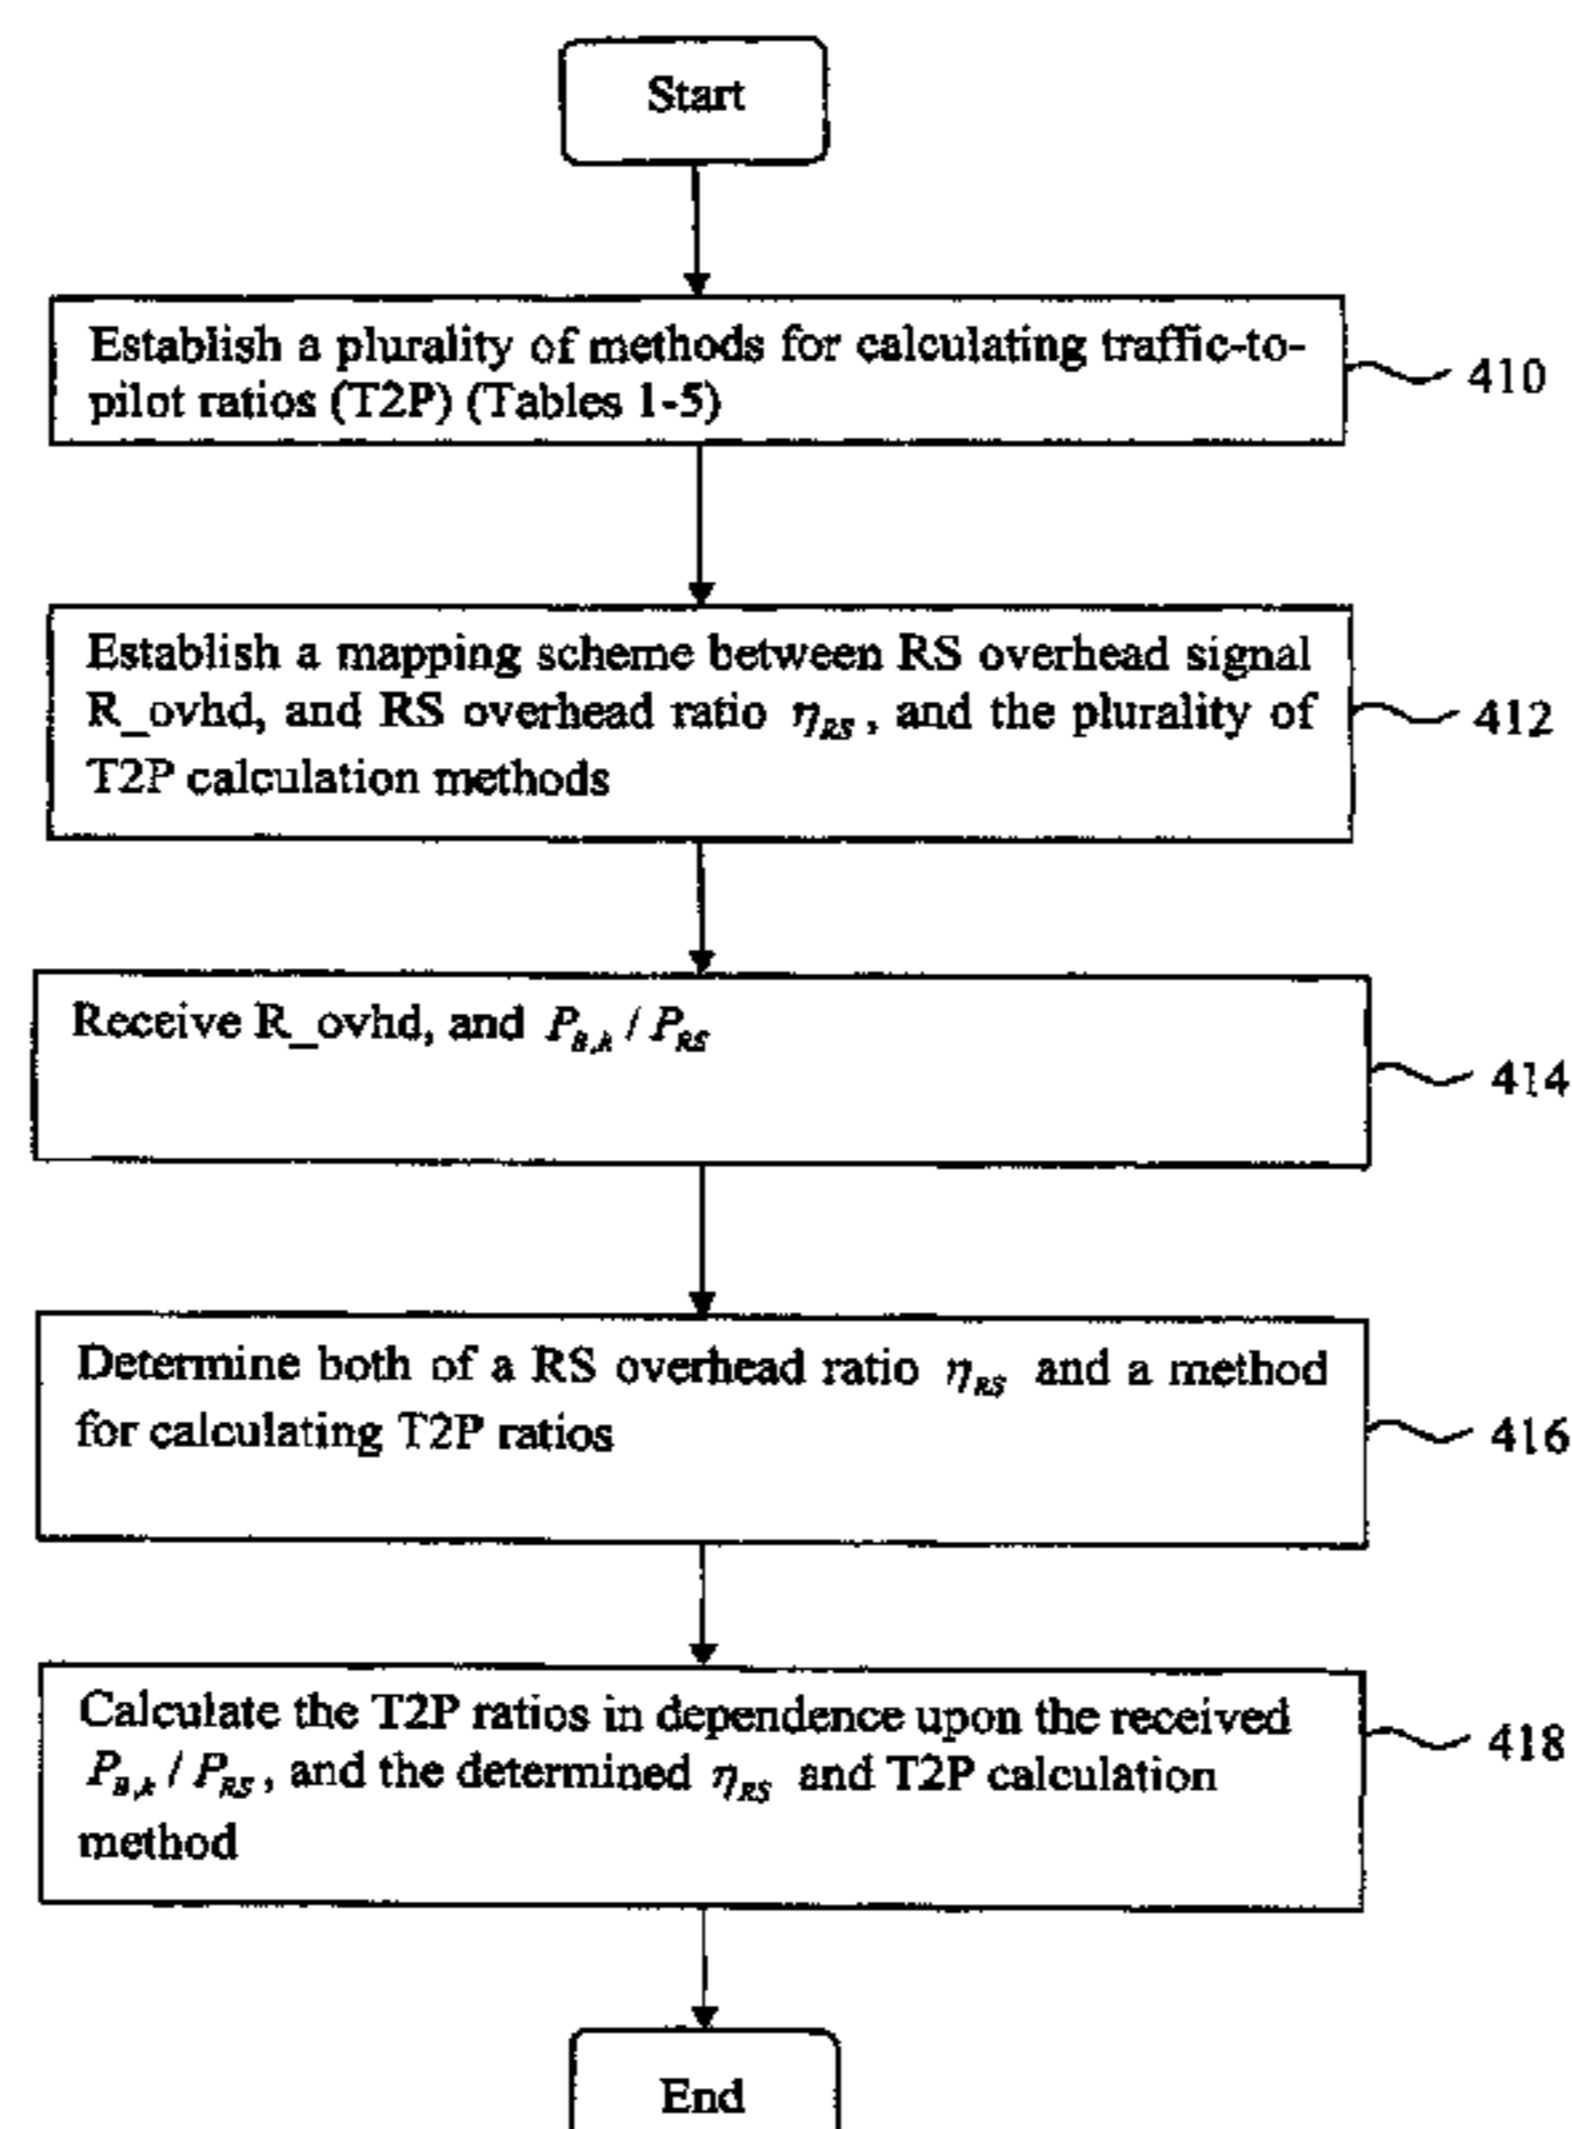 Start
Establish a plurality of methods for calculating traffic-to-
pilot ratios (T2P) (Tables 1-5)
410
Establish a mapping scheme between RS overhead signal
R_ovhd, and RS overhead ratio η_RS, and the plurality of
T2P calculation methods
412
Receive R_ovhd, and P_B,k / P_RS
414
Determine both of a RS overhead ratio η_RS and a method
for calculating T2P ratios
416
Calculate the T2P ratios in dependence upon the received
P_B,k / P_RS, and the determined η_RS and T2P calculation
method
418
End